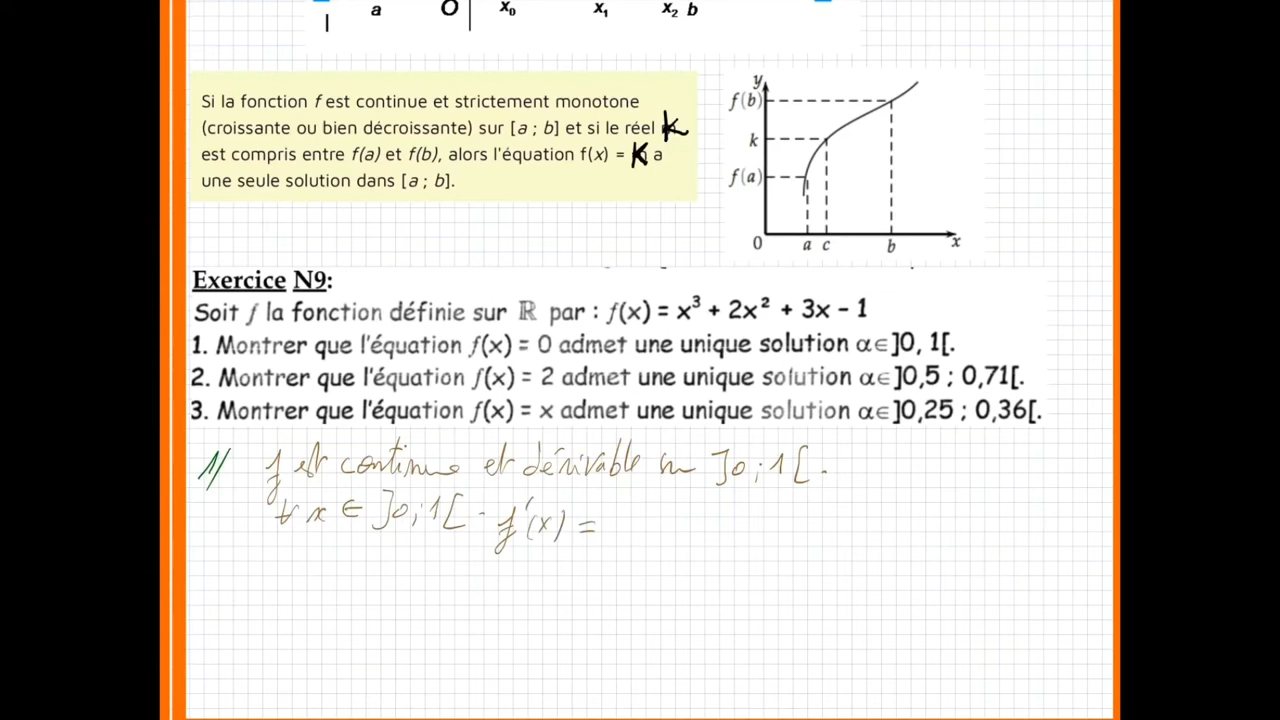 a O x₀ x₁ x₂ b
Si la fonction f est continue et strictement monotone
(croissante ou bien décroissante) sur [a ; b] et si le réel K
est compris entre f(a) et f(b), alors l'équation f(x) = K a
une seule solution dans [a ; b].
y
f(b)
k
f(a)
0 a c b x
Exercice N9:
Soit f la fonction définie sur ℝ par : f(x) = x³ + 2x² + 3x - 1
1. Montrer que l'équation f(x) = 0 admet une unique solution α∈]0, 1[.
2. Montrer que l'équation f(x) = 2 admet une unique solution α∈]0,5 ; 0,71[.
3. Montrer que l'équation f(x) = x admet une unique solution α∈]0,25 ; 0,36[.
1/ f est continue et dérivable sur ]0;1[.
∀ x ∈ ]0;1[. f'(x) =